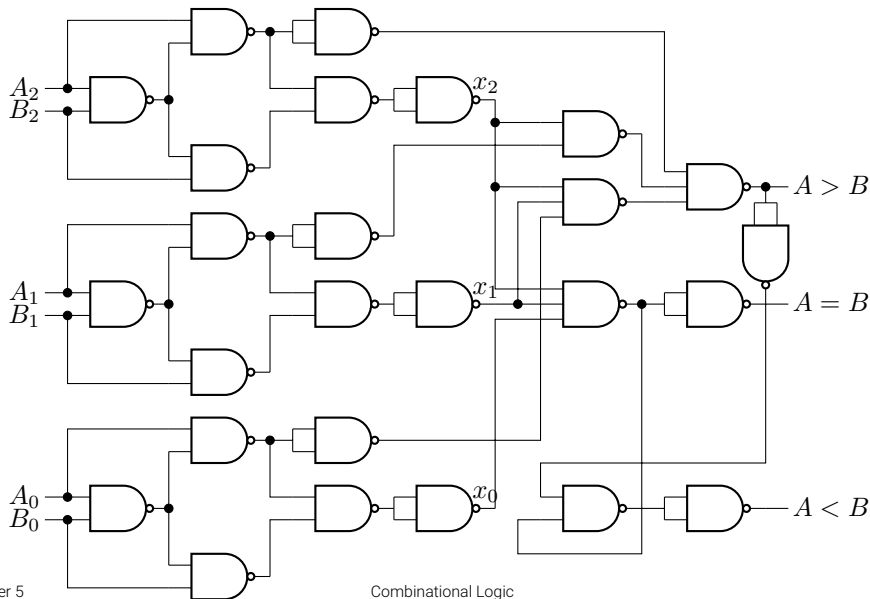 x₂
A₂
B₂
A > B
x₁
A₁
B₁
A = B
x₀
A₀
B₀
A < B
er 5
Combinational Logic